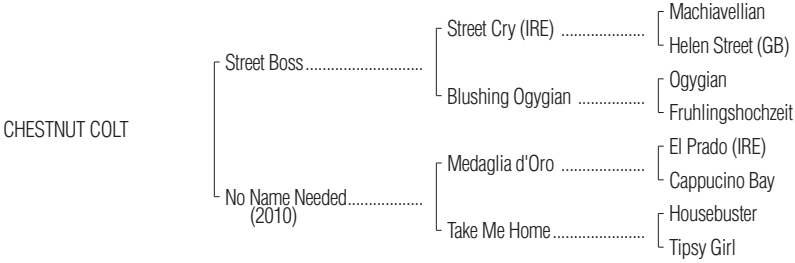 Machiavellian
Street Cry (IRE) ....................
Helen Street (GB)
Street Boss............................
Ogygian
Blushing Ogygian ................
Fruhlingshochzeit
CHESTNUT COLT
El Prado (IRE)
Medaglia d'Oro ....................
Cappucino Bay
No Name Needed..................
(2010)
Housebuster
Take Me Home......................
Tipsy Girl